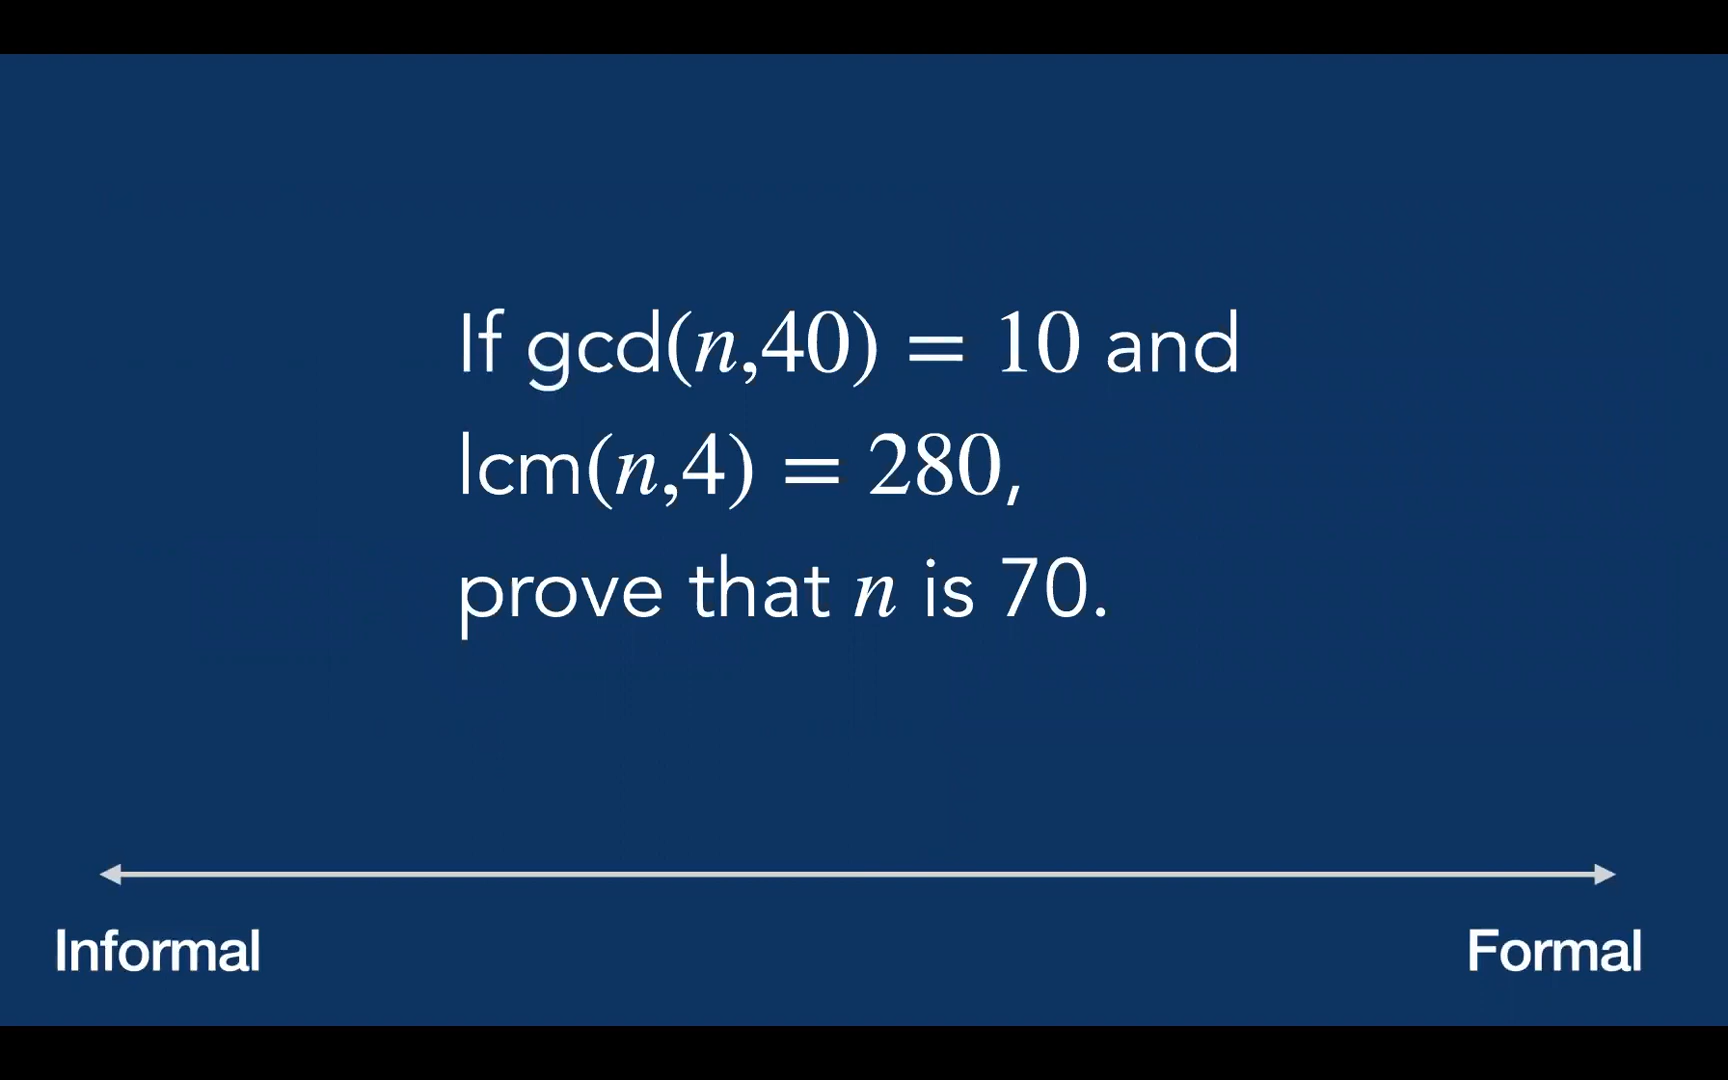 If gcd(n,40) = 10 and
lcm(n,4) = 280,
prove that n is 70.
Informal
Formal